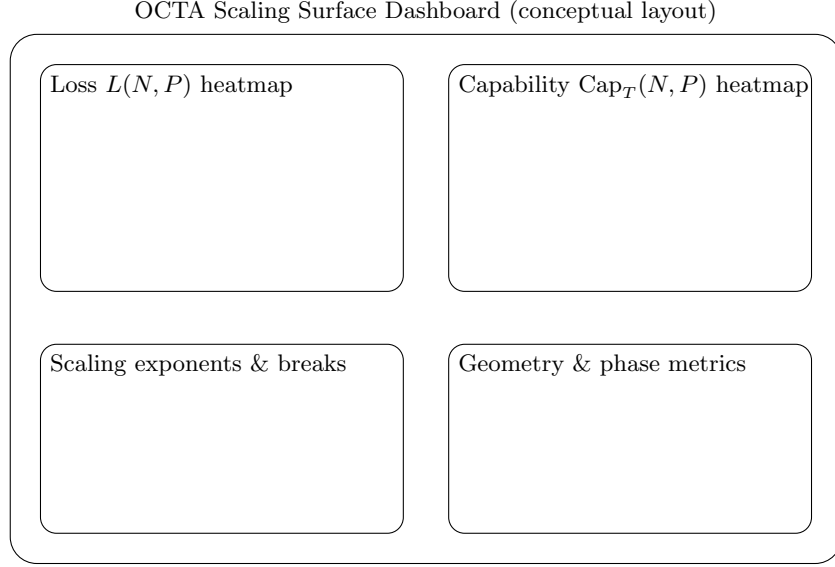 OCTA Scaling Surface Dashboard (conceptual layout)
Loss L(N, P) heatmap
Capability Cap_T(N, P) heatmap
Scaling exponents & breaks
Geometry & phase metrics